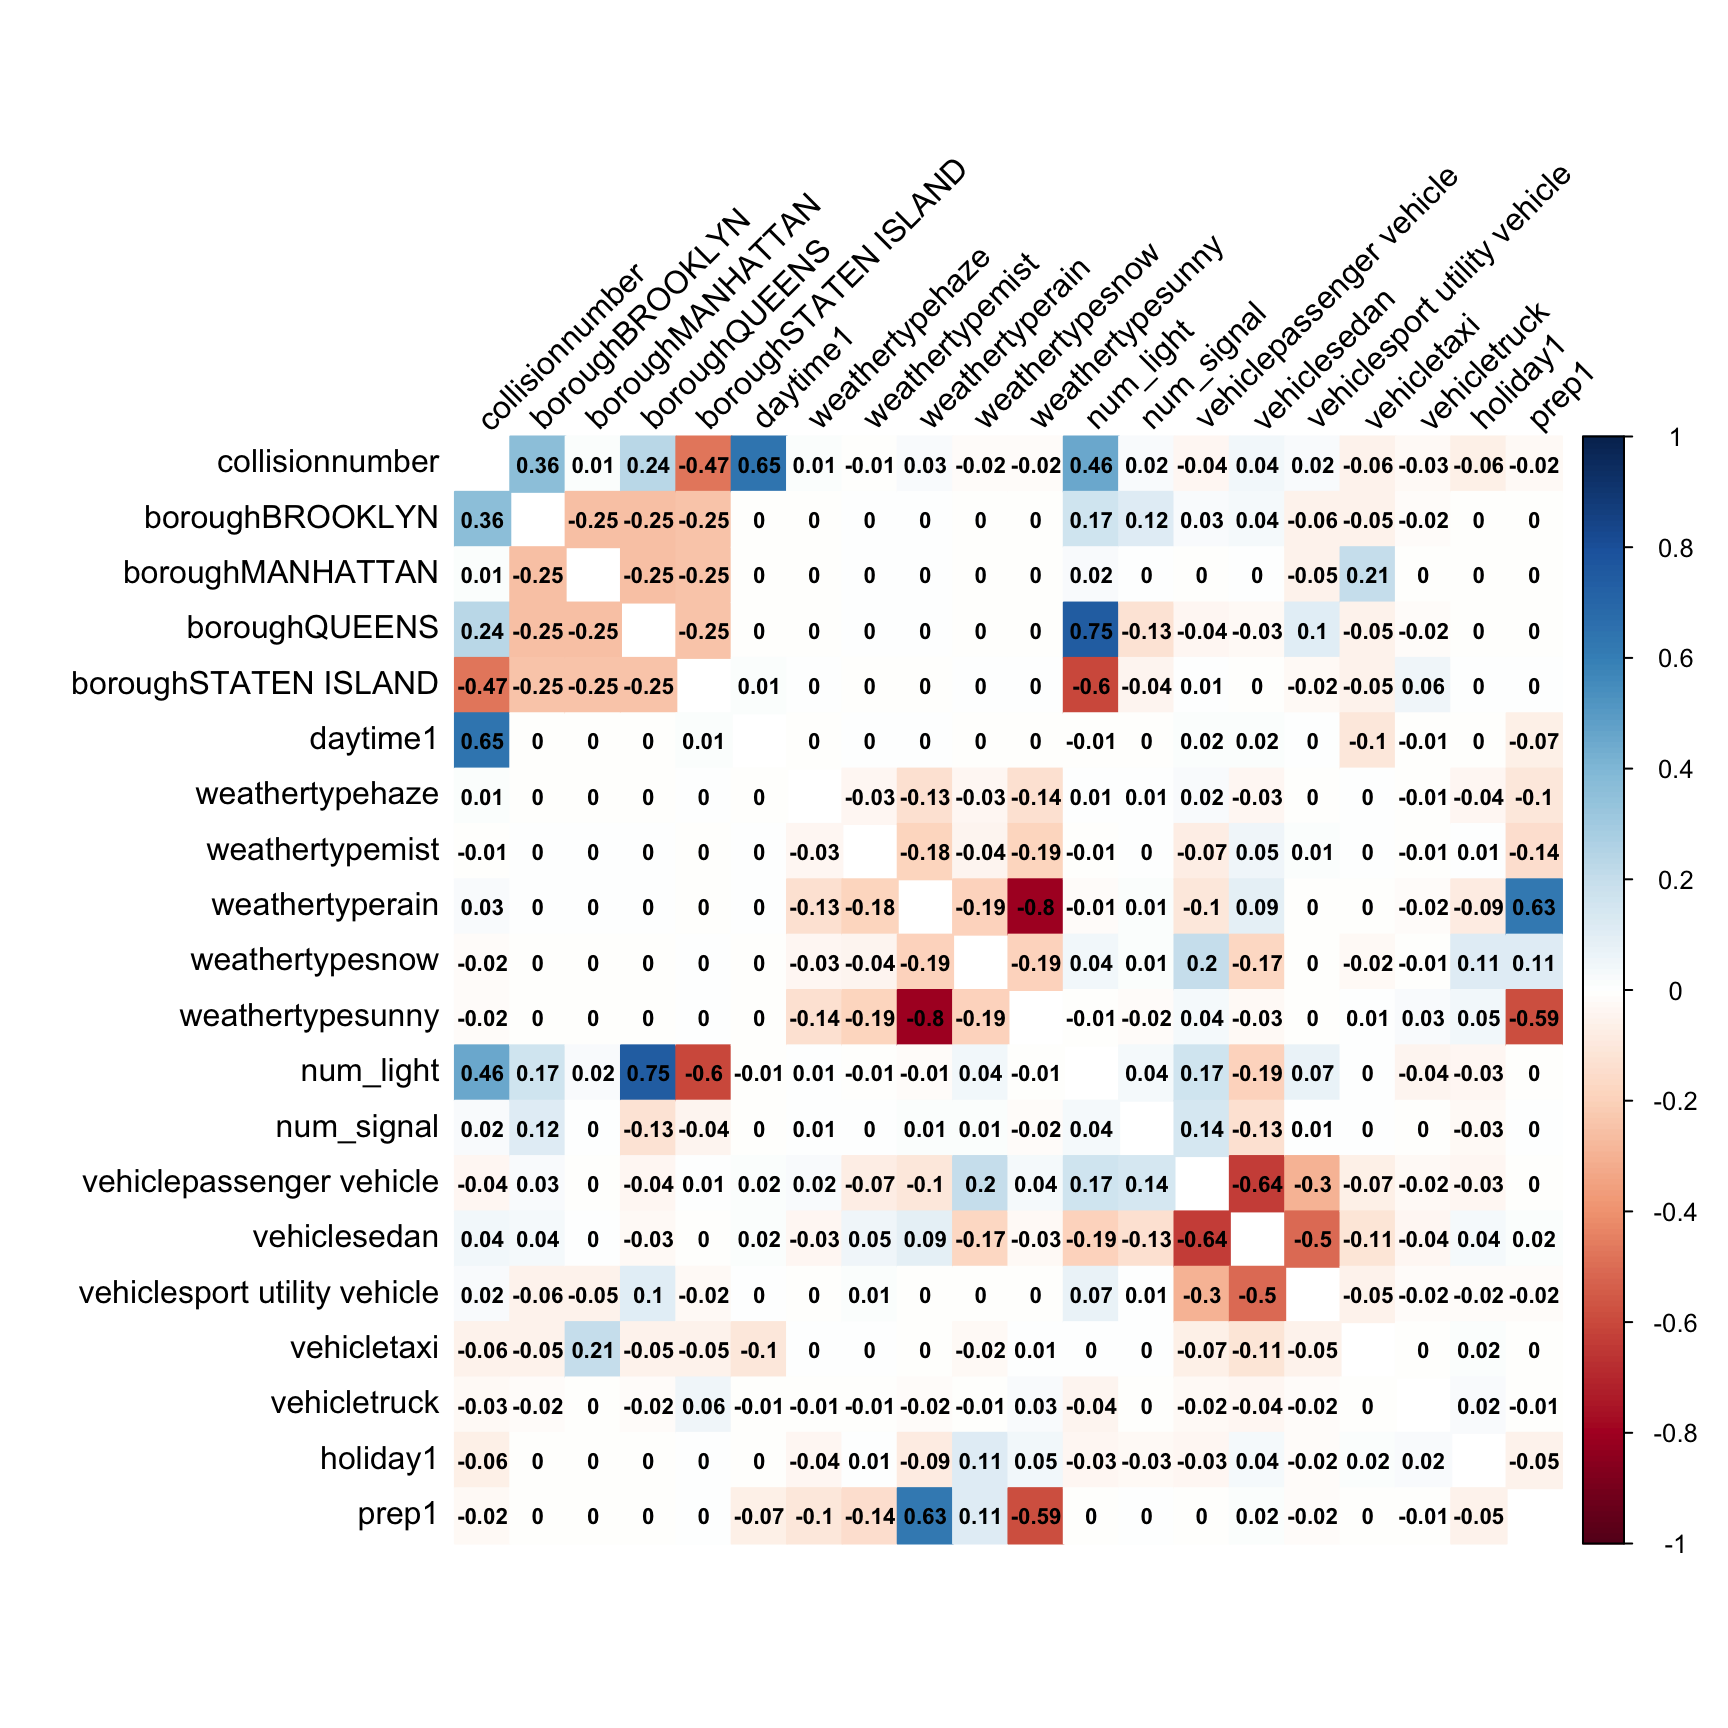 collisionnumber
boroughBROOKLYN
boroughMANHATTAN
boroughQUEENS
boroughSTATEN ISLAND
daytime1
weathertypehaze
weathertypemist
weathertyperain
weathertypesnow
weathertypesunny
num_light
num_signal
vehiclepassenger vehicle
vehiclesedan
vehiclesport utility vehicle
vehicletaxi
vehicletruck
holiday1
prep1
collisionnumber 0.36 0.01 0.24 -0.47 0.65 0.01 -0.01 0.03 -0.02 -0.02 0.46 0.02 -0.04 0.04 0.02 -0.06 -0.03 -0.06 -0.02
boroughBROOKLYN 0.36 -0.25 -0.25 -0.25 0 0 0 0 0 0 0.17 0.12 0.03 0.04 -0.06 -0.05 -0.02 0 0
boroughMANHATTAN 0.01 -0.25 -0.25 -0.25 0 0 0 0 0 0 0.02 0 0 0 -0.05 0.21 0 0 0
boroughQUEENS 0.24 -0.25 -0.25 -0.25 0 0 0 0 0 0 0.75 -0.13 -0.04 -0.03 0.1 -0.05 -0.02 0 0
boroughSTATEN ISLAND -0.47 -0.25 -0.25 -0.25 0.01 0 0 0 0 0 -0.6 -0.04 0.01 0 -0.02 -0.05 0.06 0 0
daytime1 0.65 0 0 0 0.01 0 0 0 0 0 -0.01 0 0.02 0.02 0 -0.1 -0.01 0 -0.07
weathertypehaze 0.01 0 0 0 0 0 -0.03 -0.13 -0.03 -0.14 0.01 0.01 0.02 -0.03 0 0 -0.01 -0.04 -0.1
weathertypemist -0.01 0 0 0 0 0 -0.03 -0.18 -0.04 -0.19 -0.01 0 -0.07 0.05 0.01 0 -0.01 0.01 -0.14
weathertyperain 0.03 0 0 0 0 0 -0.13 -0.18 -0.19 -0.8 -0.01 0.01 -0.1 0.09 0 0 -0.02 -0.09 0.63
weathertypesnow -0.02 0 0 0 0 0 -0.03 -0.04 -0.19 -0.19 0.04 0.01 0.2 -0.17 0 -0.02 -0.01 0.11 0.11
weathertypesunny -0.02 0 0 0 0 0 -0.14 -0.19 -0.8 -0.19 -0.01 -0.02 0.04 -0.03 0 0.01 0.03 0.05 -0.59
num_light 0.46 0.17 0.02 0.75 -0.6 -0.01 0.01 -0.01 -0.01 0.04 -0.01 0.04 0.17 -0.19 0.07 0 -0.04 -0.03 0
num_signal 0.02 0.12 0 -0.13 -0.04 0 0.01 0 0.01 0.01 -0.02 0.04 0.14 -0.13 0.01 0 0 -0.03 0
vehiclepassenger vehicle -0.04 0.03 0 -0.04 0.01 0.02 0.02 -0.07 -0.1 0.2 0.04 0.17 0.14 -0.64 -0.3 -0.07 -0.02 -0.03 0
vehiclesedan 0.04 0.04 0 -0.03 0 0.02 -0.03 0.05 0.09 -0.17 -0.03 -0.19 -0.13 -0.64 -0.5 -0.11 -0.04 0.04 0.02
vehiclesport utility vehicle 0.02 -0.06 -0.05 0.1 -0.02 0 0 0.01 0 0 0 0.07 0.01 -0.3 -0.5 -0.05 -0.02 -0.02 -0.02
vehicletaxi -0.06 -0.05 0.21 -0.05 -0.05 -0.1 0 0 0 -0.02 0.01 0 0 -0.07 -0.11 -0.05 0 0.02 0
vehicletruck -0.03 -0.02 0 -0.02 0.06 -0.01 -0.01 -0.01 -0.02 -0.01 0.03 -0.04 0 -0.02 -0.04 -0.02 0 0.02 -0.01
holiday1 -0.06 0 0 0 0 0 -0.04 0.01 -0.09 0.11 0.05 -0.03 -0.03 -0.03 0.04 -0.02 0.02 0.02 -0.05
prep1 -0.02 0 0 0 0 -0.07 -0.1 -0.14 0.63 0.11 -0.59 0 0 0 0.02 -0.02 0 -0.01 -0.05
1
0.8
0.6
0.4
0.2
0
-0.2
-0.4
-0.6
-0.8
-1